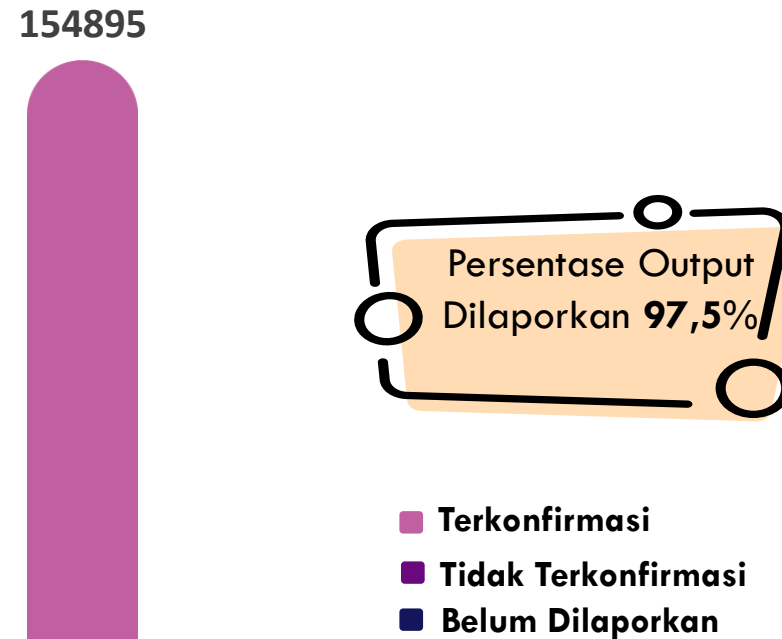 154895
Persentase Output
Dilaporkan 97,5%
Terkonfirmasi
Tidak Terkonfirmasi
Belum Dilaporkan